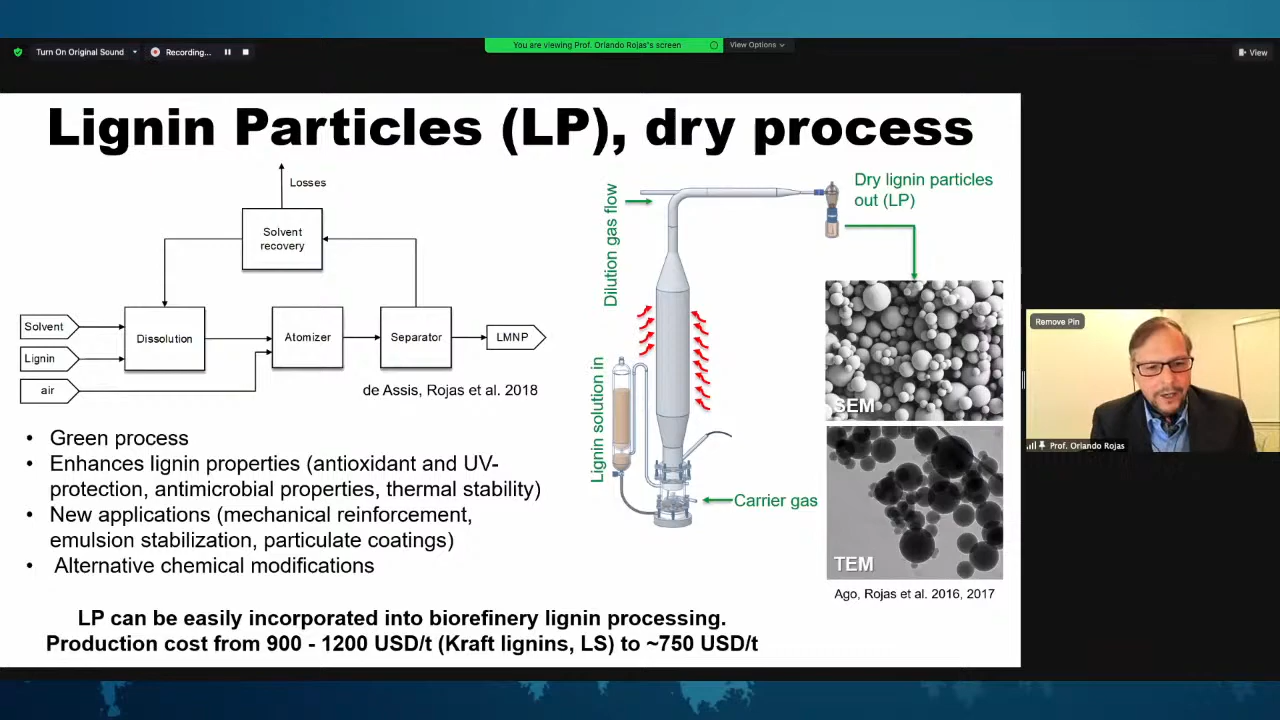 Turn On Original Sound
Recording...
You are viewing Prof. Orlando Rojas's screen
View Options
View
Lignin Particles (LP), dry process
Losses
Solvent
recovery
Solvent
Lignin
air
Dissolution
Atomizer
Separator
LMNP
de Assis, Rojas et al. 2018
• Green process
• Enhances lignin properties (antioxidant and UV-
protection, antimicrobial properties, thermal stability)
• New applications (mechanical reinforcement,
emulsion stabilization, particulate coatings)
• Alternative chemical modifications
Dilution gas flow
Lignin solution in
Carrier gas
Dry lignin particles
out (LP)
SEM
TEM
Ago, Rojas et al. 2016, 2017
LP can be easily incorporated into biorefinery lignin processing.
Production cost from 900 - 1200 USD/t (Kraft lignins, LS) to ~750 USD/t
Remove Pin
Prof. Orlando Rojas